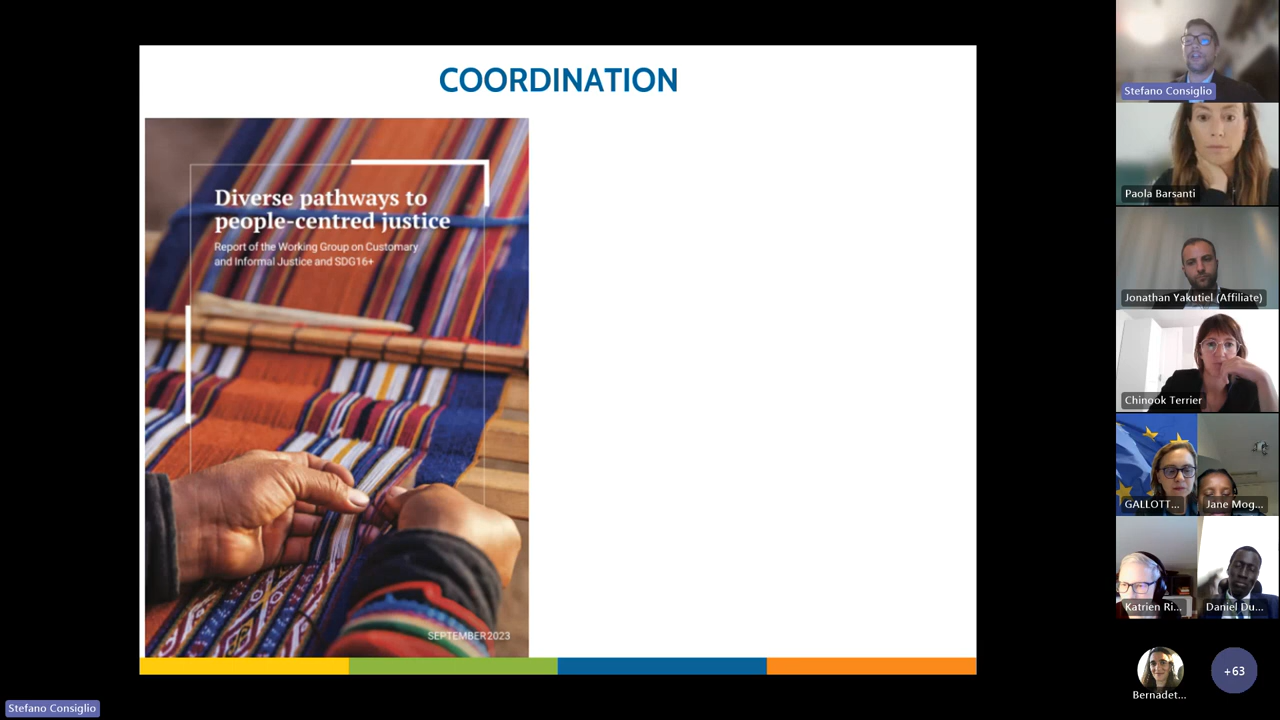 COORDINATION
Diverse pathways to
people-centred justice
Report of the Working Group on Customary
and Informal Justice and SDG16+
SEPTEMBER 2023
Stefano Consiglio
Paola Barsanti
Jonathan Yakutiel (Affiliate)
Chinook Terrier
GALLOTT...
Jane Mog...
Katrien Ri...
Daniel Du...
Bernadet...
+63
Stefano Consiglio